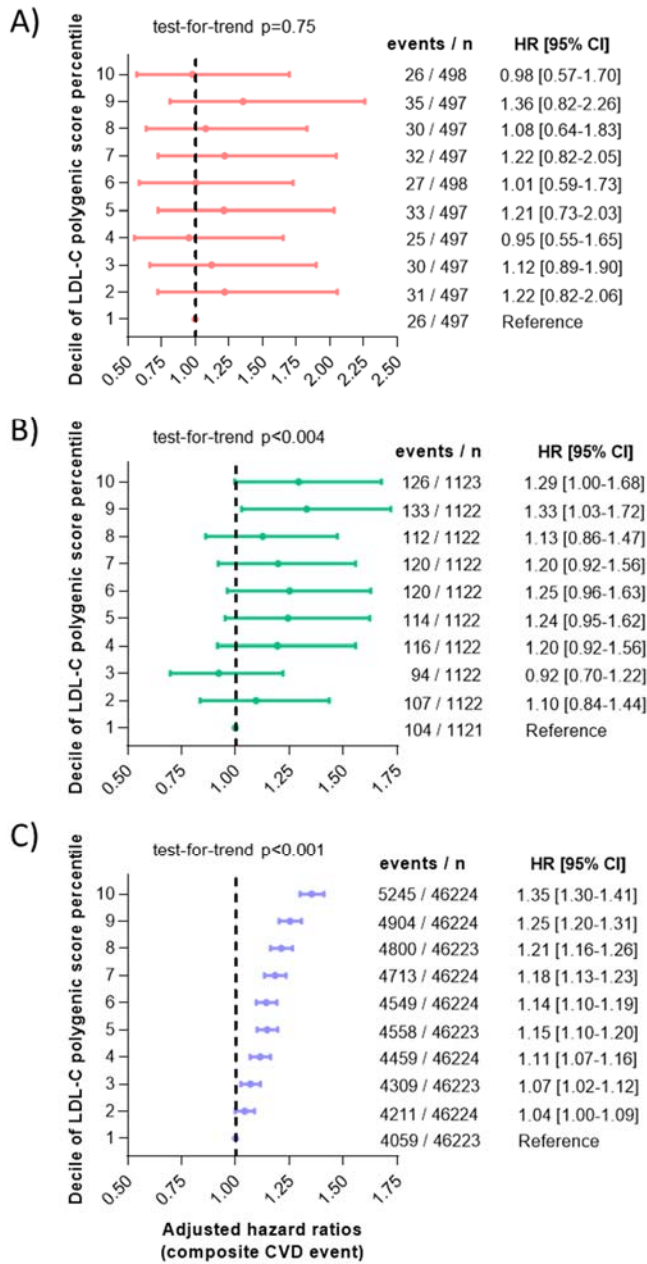 A)
test-for-trend p=0.75
events / n HR [95% CI]
Decile of LDL-C polygenic score percentile
10 26 / 498 0.98 [0.57-1.70]
9 35 / 497 1.36 [0.82-2.26]
8 30 / 497 1.08 [0.64-1.83]
7 32 / 497 1.22 [0.82-2.05]
6 27 / 498 1.01 [0.59-1.73]
5 33 / 497 1.21 [0.73-2.03]
4 25 / 497 0.95 [0.55-1.65]
3 30 / 497 1.12 [0.89-1.90]
2 31 / 497 1.22 [0.82-2.06]
1 26 / 497 Reference
0.50 0.75 1.00 1.25 1.50 1.75 2.00 2.25 2.50
B)
test-for-trend p<0.004
events / n HR [95% CI]
Decile of LDL-C polygenic score percentile
10 126 / 1123 1.29 [1.00-1.68]
9 133 / 1122 1.33 [1.03-1.72]
8 112 / 1122 1.13 [0.86-1.47]
7 120 / 1122 1.20 [0.92-1.56]
6 120 / 1122 1.25 [0.96-1.63]
5 114 / 1122 1.24 [0.95-1.62]
4 116 / 1122 1.20 [0.92-1.56]
3 94 / 1122 0.92 [0.70-1.22]
2 107 / 1122 1.10 [0.84-1.44]
1 104 / 1121 Reference
0.50 0.75 1.00 1.25 1.50 1.75
C)
test-for-trend p<0.001
events / n HR [95% CI]
Decile of LDL-C polygenic score percentile
10 5245 / 46224 1.35 [1.30-1.41]
9 4904 / 46224 1.25 [1.20-1.31]
8 4800 / 46223 1.21 [1.16-1.26]
7 4713 / 46224 1.18 [1.13-1.23]
6 4549 / 46224 1.14 [1.10-1.19]
5 4558 / 46223 1.15 [1.10-1.20]
4 4459 / 46224 1.11 [1.07-1.16]
3 4309 / 46223 1.07 [1.02-1.12]
2 4211 / 46224 1.04 [1.00-1.09]
1 4059 / 46223 Reference
0.50 0.75 1.00 1.25 1.50 1.75
Adjusted hazard ratios
(composite CVD event)